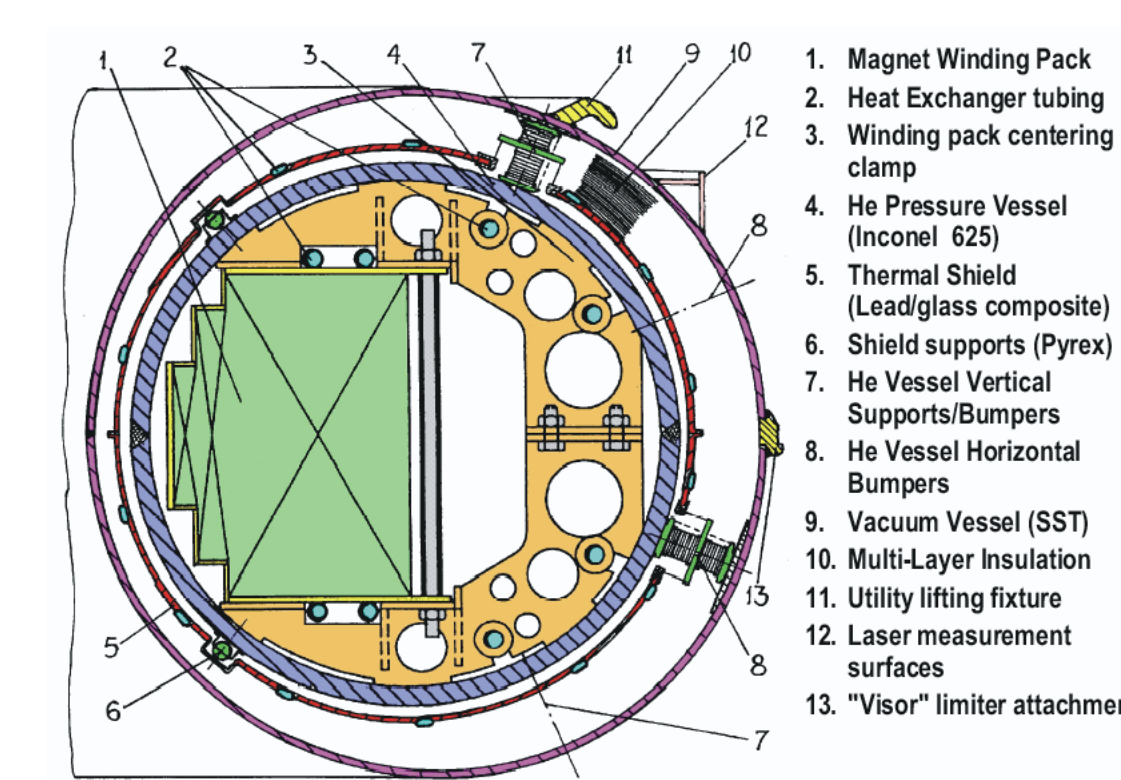 1
2
3
4
7
11
9
10
12
8
13
5
6
8
7
1. Magnet Winding Pack
2. Heat Exchanger tubing
3. Winding pack centering
clamp
4. He Pressure Vessel
(Inconel 625)
5. Thermal Shield
(Lead/glass composite)
6. Shield supports (Pyrex)
7. He Vessel Vertical
Supports/Bumpers
8. He Vessel Horizontal
Bumpers
9. Vacuum Vessel (SST)
10. Multi-Layer Insulation
11. Utility lifting fixture
12. Laser measurement
surfaces
13. "Visor" limiter attachme